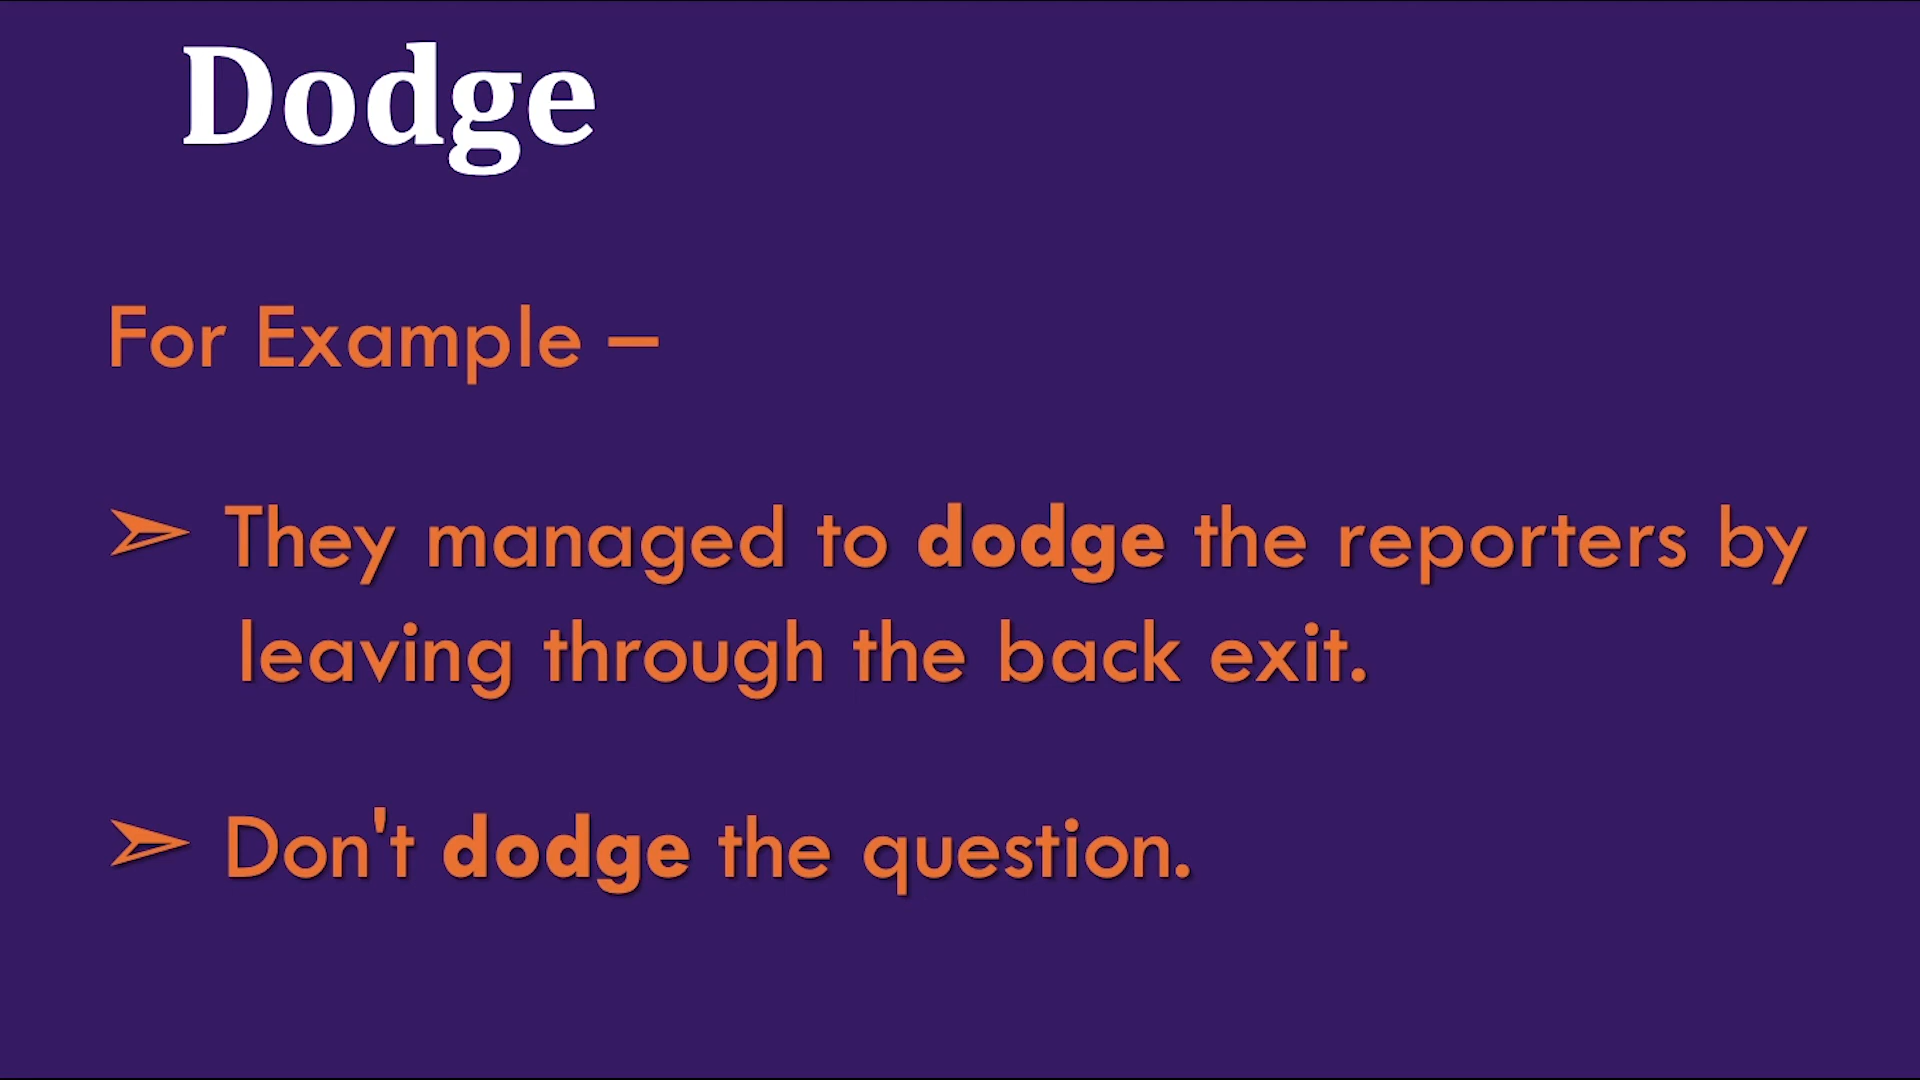 Dodge
For Example –
➢ They managed to dodge the reporters by
leaving through the back exit.
➢ Don't dodge the question.